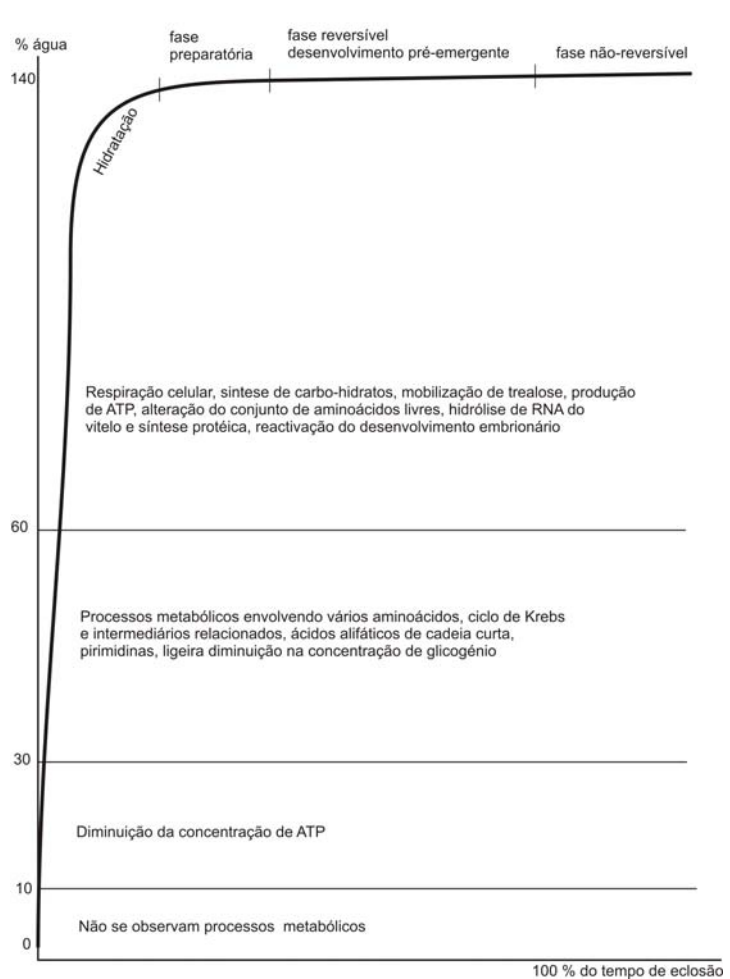 % água
fase
preparatória
fase reversível
desenvolvimento pré-emergente
fase não-reversível
140
Hidratação
Respiração celular, sintese de carbo-hidratos, mobilização de trealose, produção
de ATP, alteração do conjunto de aminoácidos livres, hidrólise de RNA do
vitelo e síntese protéica, reactivação do desenvolvimento embrionário
60
Processos metabólicos envolvendo vários aminoácidos, ciclo de Krebs
e intermediários relacionados, ácidos alifáticos de cadeia curta,
pirimidinas, ligeira diminuição na concentração de glicogénio
30
Diminuição da concentração de ATP
10
Não se observam processos metabólicos
0
100 % do tempo de eclosão